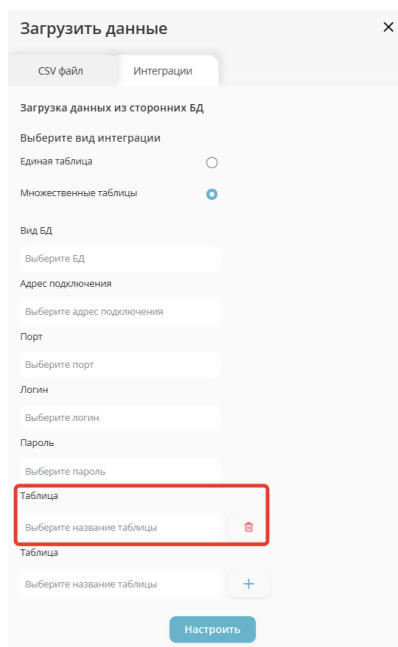 Загрузить данные
CSV файл Интеграции
Загрузка данных из сторонних БД
Выберите вид интеграции
Единая таблица
Множественные таблицы
Вид БД
Выберите БД
Адрес подключения
Выберите адрес подключения
Порт
Выберите порт
Логин
Выберите логин
Пароль
Выберите пароль
Таблица
Выберите название таблицы
Таблица
Выберите название таблицы
Настроить